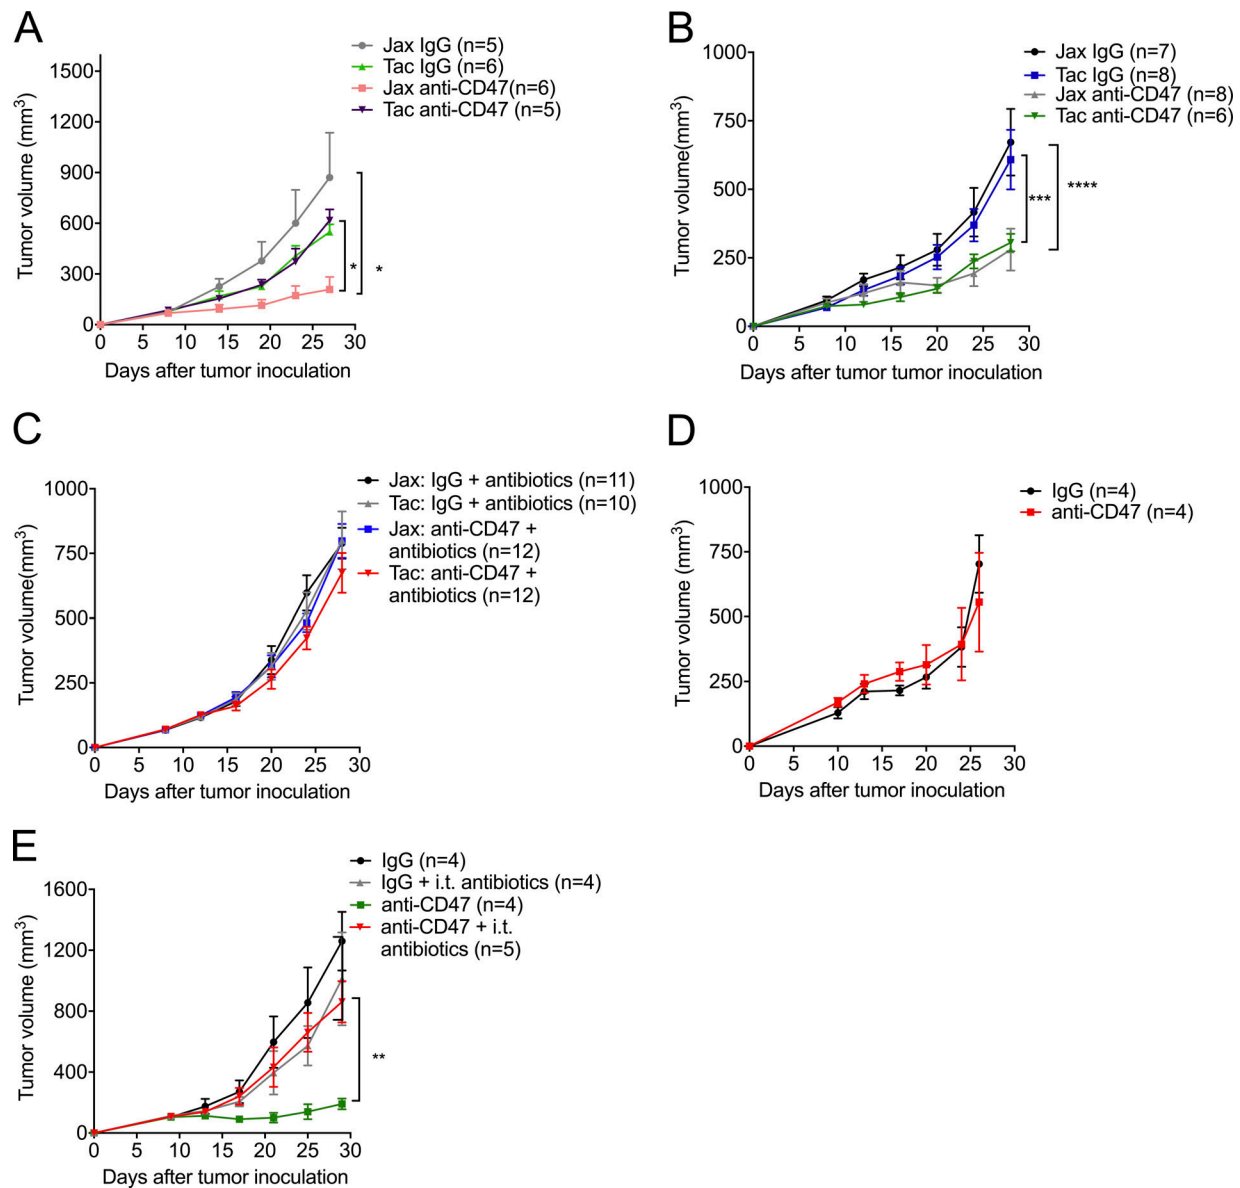 A
Jax IgG (n=5)
Tac IgG (n=6)
Jax anti-CD47(n=6)
Tac anti-CD47 (n=5)
Tumor volume (mm³)
1500
1200
900
600
300
0
0 5 10 15 20 25 30
Days after tumor inoculation
*
*
B
Jax IgG (n=7)
Tac IgG (n=8)
Jax anti-CD47 (n=8)
Tac anti-CD47 (n=6)
Tumor volume(mm³)
1000
750
500
250
0
0 5 10 15 20 25 30
Days after tumor tumor inoculation
***
****
C
Jax: IgG + antibiotics (n=11)
Tac: IgG + antibiotics (n=10)
Jax: anti-CD47 +
antibiotics (n=12)
Tac: anti-CD47 +
antibiotics (n=12)
Tumor volume(mm³)
1000
750
500
250
0
0 5 10 15 20 25 30
Days after tumor inoculation
D
IgG (n=4)
anti-CD47 (n=4)
Tumor volume (mm³)
1000
750
500
250
0
0 5 10 15 20 25 30
Days after tumor inoculation
E
IgG (n=4)
IgG + i.t. antibiotics (n=4)
anti-CD47 (n=4)
anti-CD47 + i.t.
antibiotics (n=5)
Tumor volume (mm³)
1600
1200
800
400
0
0 5 10 15 20 25 30
Days after tumor inoculation
**